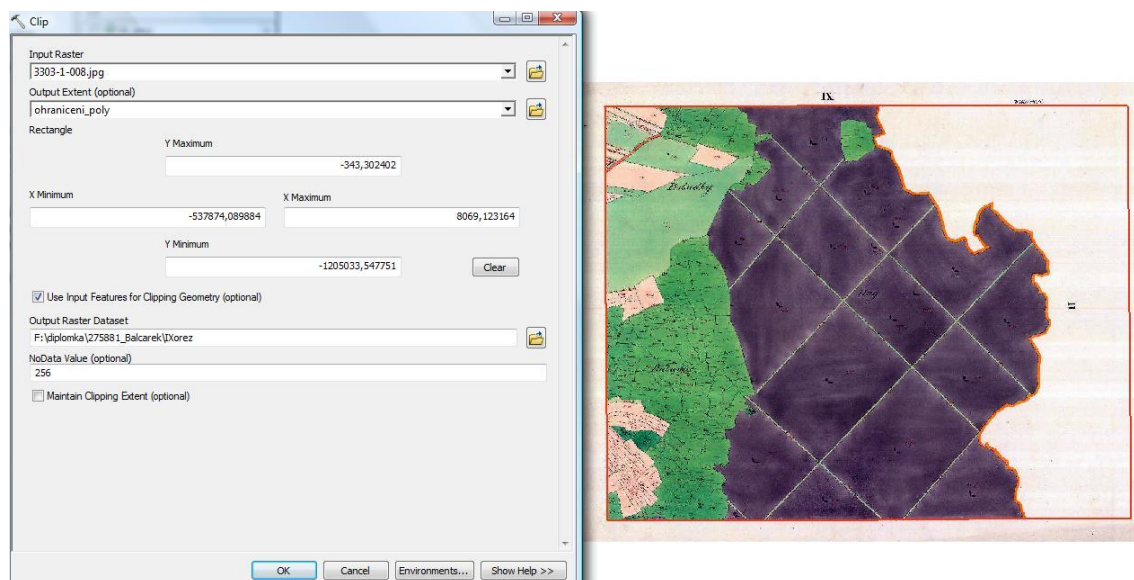 Clip
Input Raster
3303-1-008.jpg
Output Extent (optional)
ohraniceni_poly
Rectangle
Y Maximum
-343,302402
X Minimum
X Maximum
-537874,089884
8069,123164
Y Minimum
-1205033,547751
Clear
Use Input Features for Clipping Geometry (optional)
Output Raster Dataset
F:\diplomka\275881_Balcarek\IXorez
NoData Value (optional)
256
Maintain Clipping Extent (optional)
OK
Cancel
Environments...
Show Help >>
IX.
II